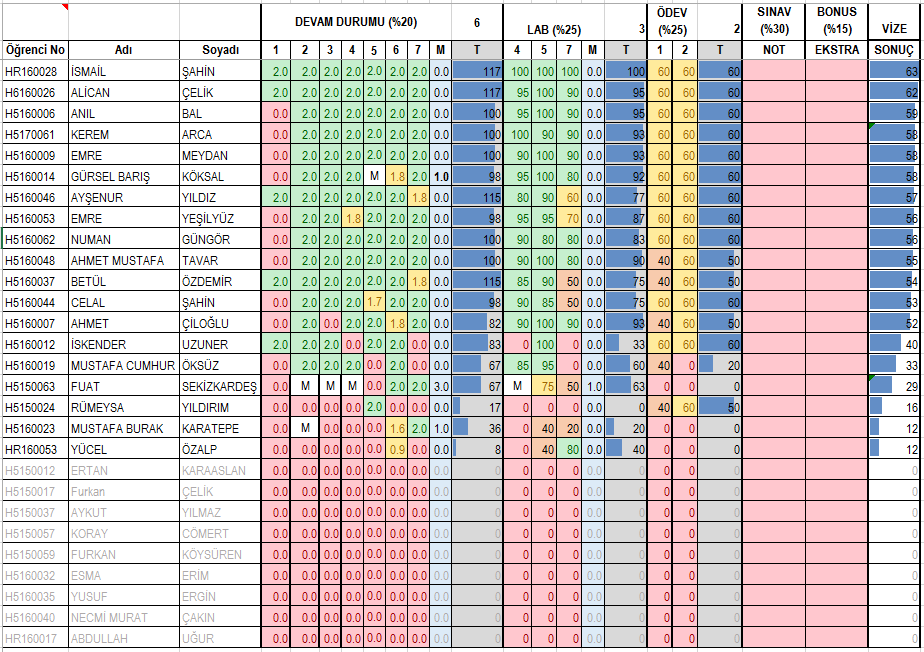 DEVAM DURUMU (%20) 6 LAB (%25) 3 ÖDEV (%25) 2 SINAV (%30) BONUS (%15) VİZE
Öğrenci No Adı Soyadı 1 2 3 4 5 6 7 M T 4 5 7 M T 1 2 T NOT EKSTRA SONUÇ
HR160028 İSMAİL ŞAHİN 2.0 2.0 2.0 2.0 2.0 2.0 2.0 0.0 117 100 100 100 0.0 100 60 60 60 63
H6160026 ALİCAN ÇELİK 2.0 2.0 2.0 2.0 2.0 2.0 2.0 0.0 117 95 100 90 0.0 95 60 60 60 62
H5160006 ANIL BAL 0.0 2.0 2.0 2.0 2.0 2.0 2.0 0.0 100 95 100 90 0.0 95 60 60 60 59
H5170061 KEREM ARCA 0.0 2.0 2.0 2.0 2.0 2.0 2.0 0.0 100 100 90 90 0.0 93 60 60 60 58
H5160009 EMRE MEYDAN 0.0 2.0 2.0 2.0 2.0 2.0 2.0 0.0 100 90 100 90 0.0 93 60 60 60 58
H5160014 GÜRSEL BARIŞ KÖKSAL 0.0 2.0 2.0 2.0 M 1.8 2.0 1.0 98 95 100 80 0.0 92 60 60 60 58
H5160046 AYŞENUR YILDIZ 2.0 2.0 2.0 2.0 2.0 2.0 1.8 0.0 115 80 90 60 0.0 77 60 60 60 57
H5160053 EMRE YEŞİLYÜZ 0.0 2.0 2.0 1.8 2.0 2.0 2.0 0.0 98 95 95 70 0.0 87 60 60 60 56
H5160062 NUMAN GÜNGÖR 0.0 2.0 2.0 2.0 2.0 2.0 2.0 0.0 100 90 80 80 0.0 83 60 60 60 56
H5160048 AHMET MUSTAFA TAVAR 0.0 2.0 2.0 2.0 2.0 2.0 2.0 0.0 100 90 100 80 0.0 90 40 60 50 55
H5160037 BETÜL ÖZDEMİR 2.0 2.0 2.0 2.0 2.0 2.0 1.8 0.0 115 85 90 50 0.0 75 40 60 50 54
H5160044 CELAL ŞAHİN 0.0 2.0 2.0 2.0 1.7 2.0 2.0 0.0 98 90 85 50 0.0 75 60 60 60 53
H5160007 AHMET ÇİLOĞLU 0.0 2.0 0.0 2.0 2.0 1.8 2.0 0.0 82 90 100 90 0.0 93 40 60 50 52
H5160012 İSKENDER UZUNER 2.0 2.0 2.0 0.0 2.0 0.0 2.0 0.0 83 0 100 0 0.0 33 60 60 60 40
H5160019 MUSTAFA CUMHUR ÖKSÜZ 0.0 2.0 2.0 2.0 2.0 0.0 0.0 0.0 67 85 95 0 0.0 60 40 0 20 33
H5150063 FUAT SEKİZKARDEŞ 0.0 M M M 0.0 2.0 2.0 3.0 67 M 75 50 1.0 63 0 0 0 29
H5150024 RÜMEYSA YILDIRIM 0.0 0.0 0.0 0.0 2.0 0.0 0.0 0.0 17 0 0 0 0.0 0 40 60 50 16
H5160023 MUSTAFA BURAK KARATEPE 0.0 M 0.0 0.0 0.0 1.6 2.0 1.0 36 0 40 20 0.0 20 0 0 0 12
HR160053 YÜCEL ÖZALP 0.0 0.0 0.0 0.0 0.0 0.9 0.0 0.0 8 0 40 80 0.0 40 0 0 0 12
H5150012 ERTAN KARAASLAN 0.0 0.0 0.0 0.0 0.0 0.0 0.0 0.0 0 0 0 0 0.0 0 0 0 0 0
H5150017 Furkan ÇELİK 0.0 0.0 0.0 0.0 0.0 0.0 0.0 0.0 0 0 0 0 0.0 0 0 0 0 0
H5150037 AYKUT YILMAZ 0.0 0.0 0.0 0.0 0.0 0.0 0.0 0.0 0 0 0 0 0.0 0 0 0 0 0
H5150057 KORAY CÖMERT 0.0 0.0 0.0 0.0 0.0 0.0 0.0 0.0 0 0 0 0 0.0 0 0 0 0 0
H5150059 FURKAN KÖYSÜREN 0.0 0.0 0.0 0.0 0.0 0.0 0.0 0.0 0 0 0 0 0.0 0 0 0 0 0
H5160032 ESMA ERİM 0.0 0.0 0.0 0.0 0.0 0.0 0.0 0.0 0 0 0 0 0.0 0 0 0 0 0
H5160035 YUSUF ERGİN 0.0 0.0 0.0 0.0 0.0 0.0 0.0 0.0 0 0 0 0 0.0 0 0 0 0 0
H5160040 NECMİ MURAT ÇAKIN 0.0 0.0 0.0 0.0 0.0 0.0 0.0 0.0 0 0 0 0 0.0 0 0 0 0 0
HR160017 ABDULLAH UĞUR 0.0 0.0 0.0 0.0 0.0 0.0 0.0 0.0 0 0 0 0 0.0 0 0 0 0 0